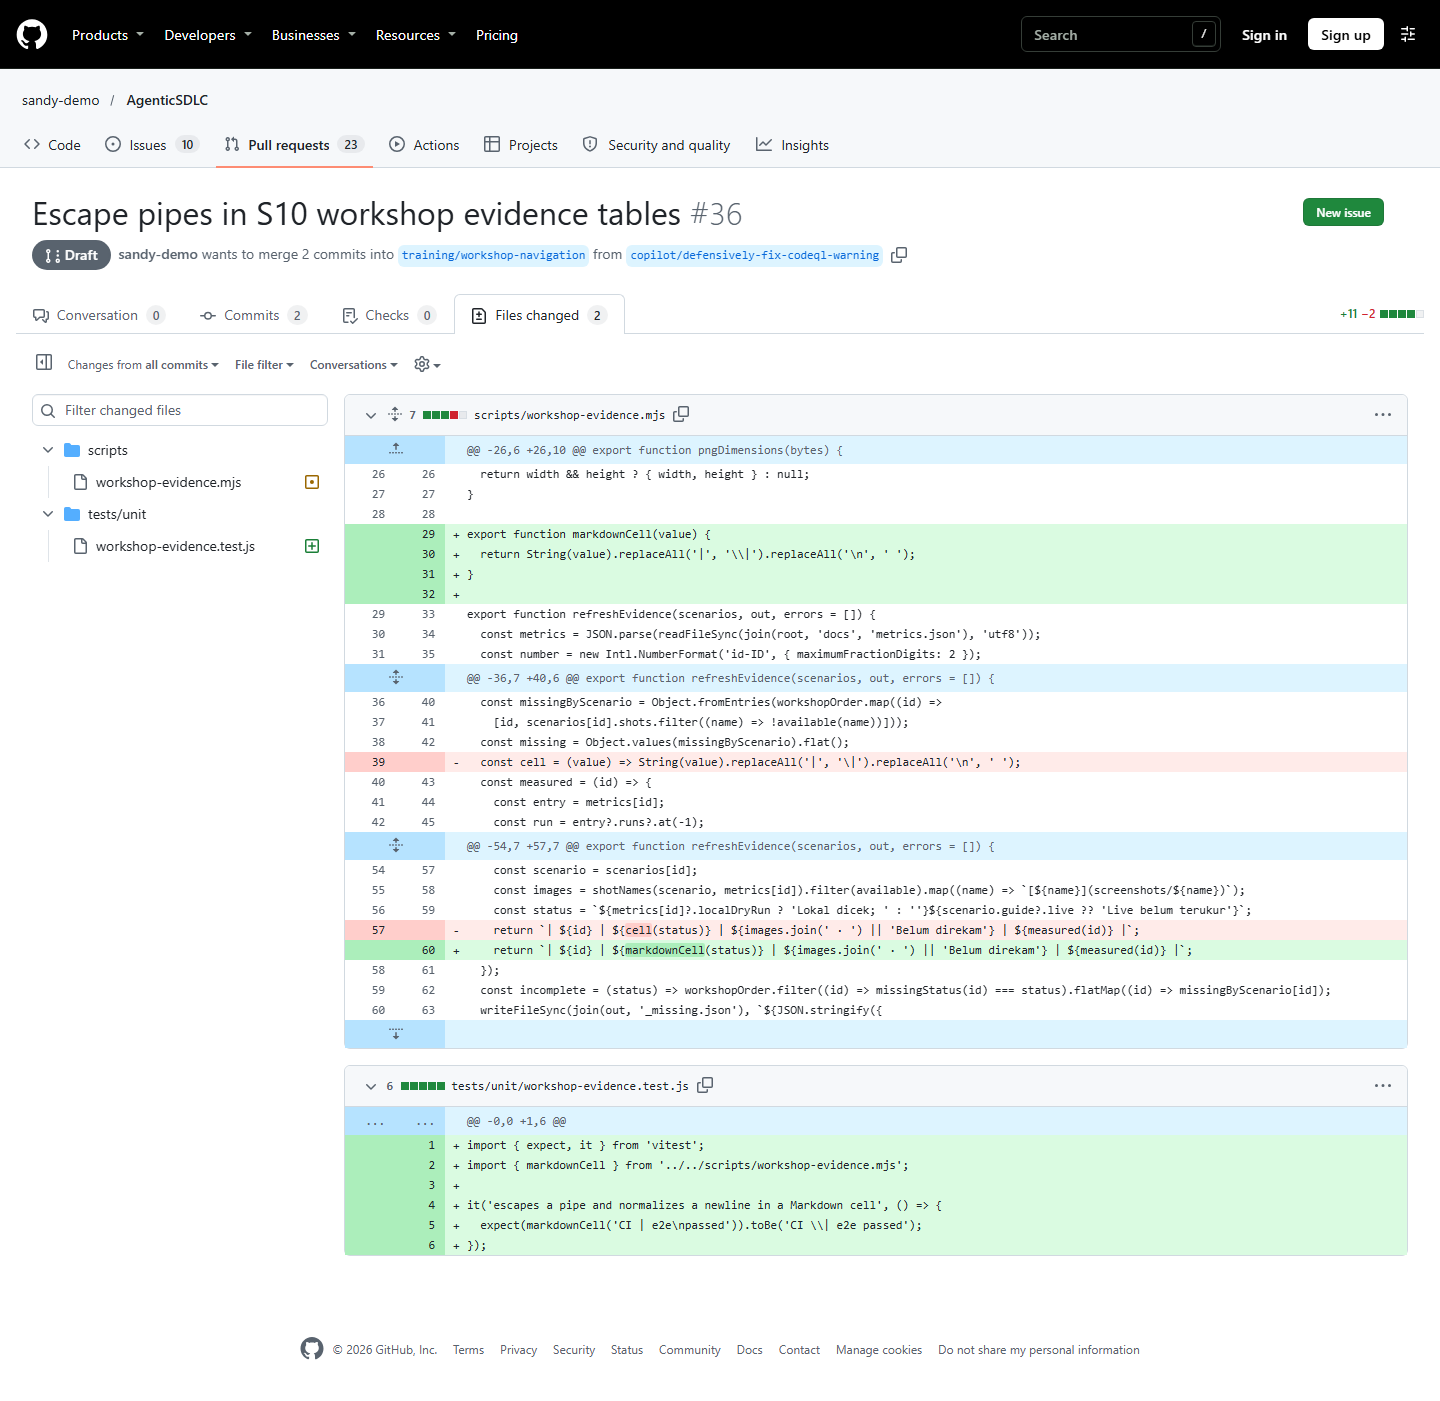 Products Developers Businesses Resources Pricing Search / Sign in Sign up
sandy-demo / AgenticSDLC
Code Issues 10 Pull requests 23 Actions Projects Security and quality Insights
Escape pipes in S10 workshop evidence tables #36
New issue
Draft sandy-demo wants to merge 2 commits into training/workshop-navigation from copilot/defensively-fix-codeql-warning
Conversation 0 Commits 2 Checks 0 Files changed 2 +11 −2
Changes from all commits File filter Conversations
Filter changed files
scripts
workshop-evidence.mjs
tests/unit
workshop-evidence.test.js
7 scripts/workshop-evidence.mjs
@@ -26,6 +26,10 @@ export function pngDimensions(bytes) {
26 26 return width && height ? { width, height } : null;
27 27 }
28 28
29 + export function markdownCell(value) {
30 + return String(value).replaceAll('|', '\\|').replaceAll('\n', ' ');
31 + }
32 +
29 33 export function refreshEvidence(scenarios, out, errors = []) {
30 34 const metrics = JSON.parse(readFileSync(join(root, 'docs', 'metrics.json'), 'utf8'));
31 35 const number = new Intl.NumberFormat('id-ID', { maximumFractionDigits: 2 });
@@ -36,7 +40,6 @@ export function refreshEvidence(scenarios, out, errors = []) {
36 40 const missingByScenario = Object.fromEntries(workshopOrder.map((id) =>
37 41 [id, scenarios[id].shots.filter((name) => !available(name))]));
38 42 const missing = Object.values(missingByScenario).flat();
39 - const cell = (value) => String(value).replaceAll('|', '\|').replaceAll('\n', ' ');
40 43 const measured = (id) => {
41 44 const entry = metrics[id];
42 45 const run = entry?.runs?.at(-1);
@@ -54,7 +57,7 @@ export function refreshEvidence(scenarios, out, errors = []) {
54 57 const scenario = scenarios[id];
55 58 const images = shotNames(scenario, metrics[id]).filter(available).map((name) => `[${name}](screenshots/${name})`);
56 59 const status = `${metrics[id]?.localDryRun ? 'Lokal dicek; ' : ''}${scenario.guide?.live ?? 'Live belum terukur'}`;
57 - return `| ${id} | ${cell(status)} | ${images.join(' · ') || 'Belum direkam'} | ${measured(id)} |`;
60 + return `| ${id} | ${markdownCell(status)} | ${images.join(' · ') || 'Belum direkam'} | ${measured(id)} |`;
58 61 });
59 62 const incomplete = (status) => workshopOrder.filter((id) => missingStatus(id) === status).flatMap((id) => missingByScenario[id]);
60 63 writeFileSync(join(out, '_missing.json'), `${JSON.stringify({
6 tests/unit/workshop-evidence.test.js
... ... @@ -0,0 +1,6 @@
1 + import { expect, it } from 'vitest';
2 + import { markdownCell } from '../../scripts/workshop-evidence.mjs';
3 +
4 + it('escapes a pipe and normalizes a newline in a Markdown cell', () => {
5 + expect(markdownCell('CI | e2e\npassed')).toBe('CI \\| e2e passed');
6 + });
© 2026 GitHub, Inc. Terms Privacy Security Status Community Docs Contact Manage cookies Do not share my personal information